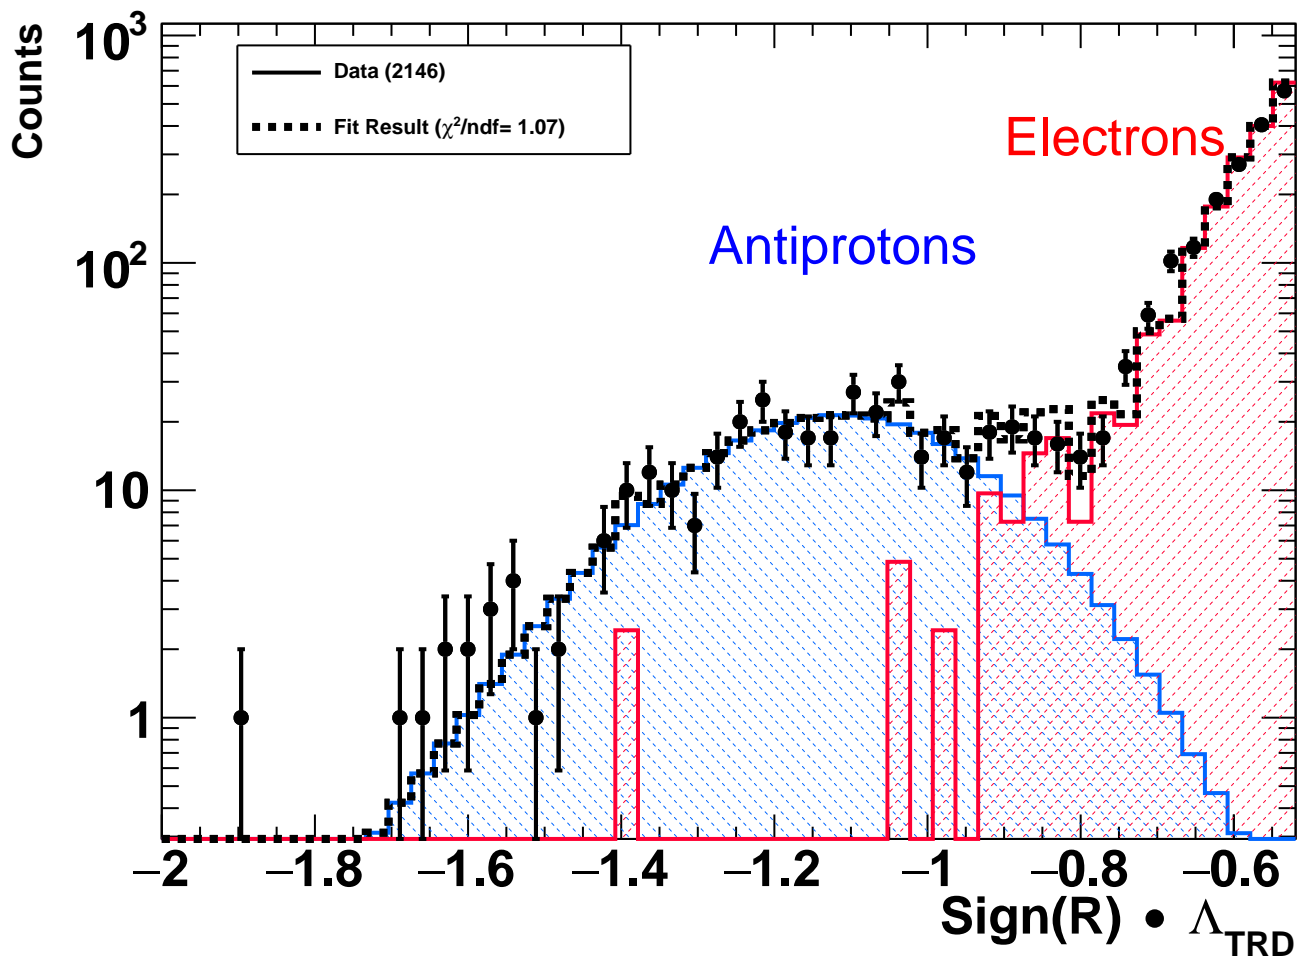 Counts
10³
10²
10
1
Data (2146)
Fit Result (χ²/ndf= 1.07)
Electrons
Antiprotons
−2
−1.8
−1.6
−1.4
−1.2
−1
−0.8
−0.6
Sign(R) • Λ_TRD